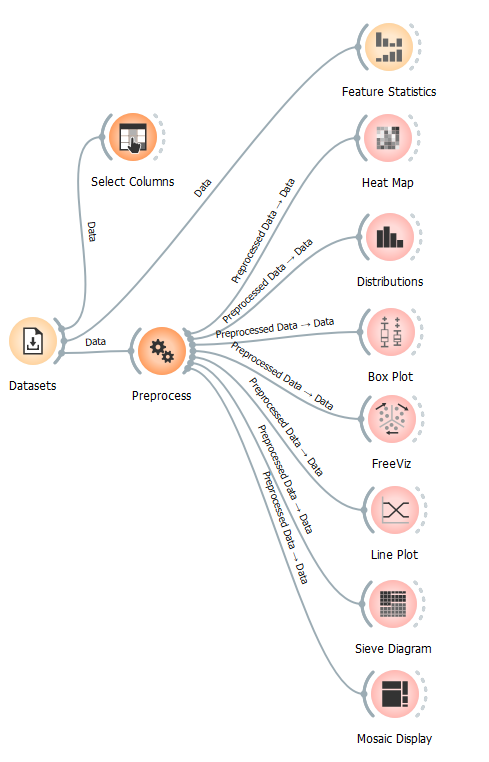 Feature Statistics
Select Columns
Data
Data
Heat Map
Preprocessed Data → Data
Distributions
Preprocessed Data → Data
Datasets
Data
Preprocess
Preprocessed Data → Data
Box Plot
Preprocessed Data → Data
FreeViz
Preprocessed Data → Data
Line Plot
Preprocessed Data → Data
Sieve Diagram
Preprocessed Data → Data
Mosaic Display